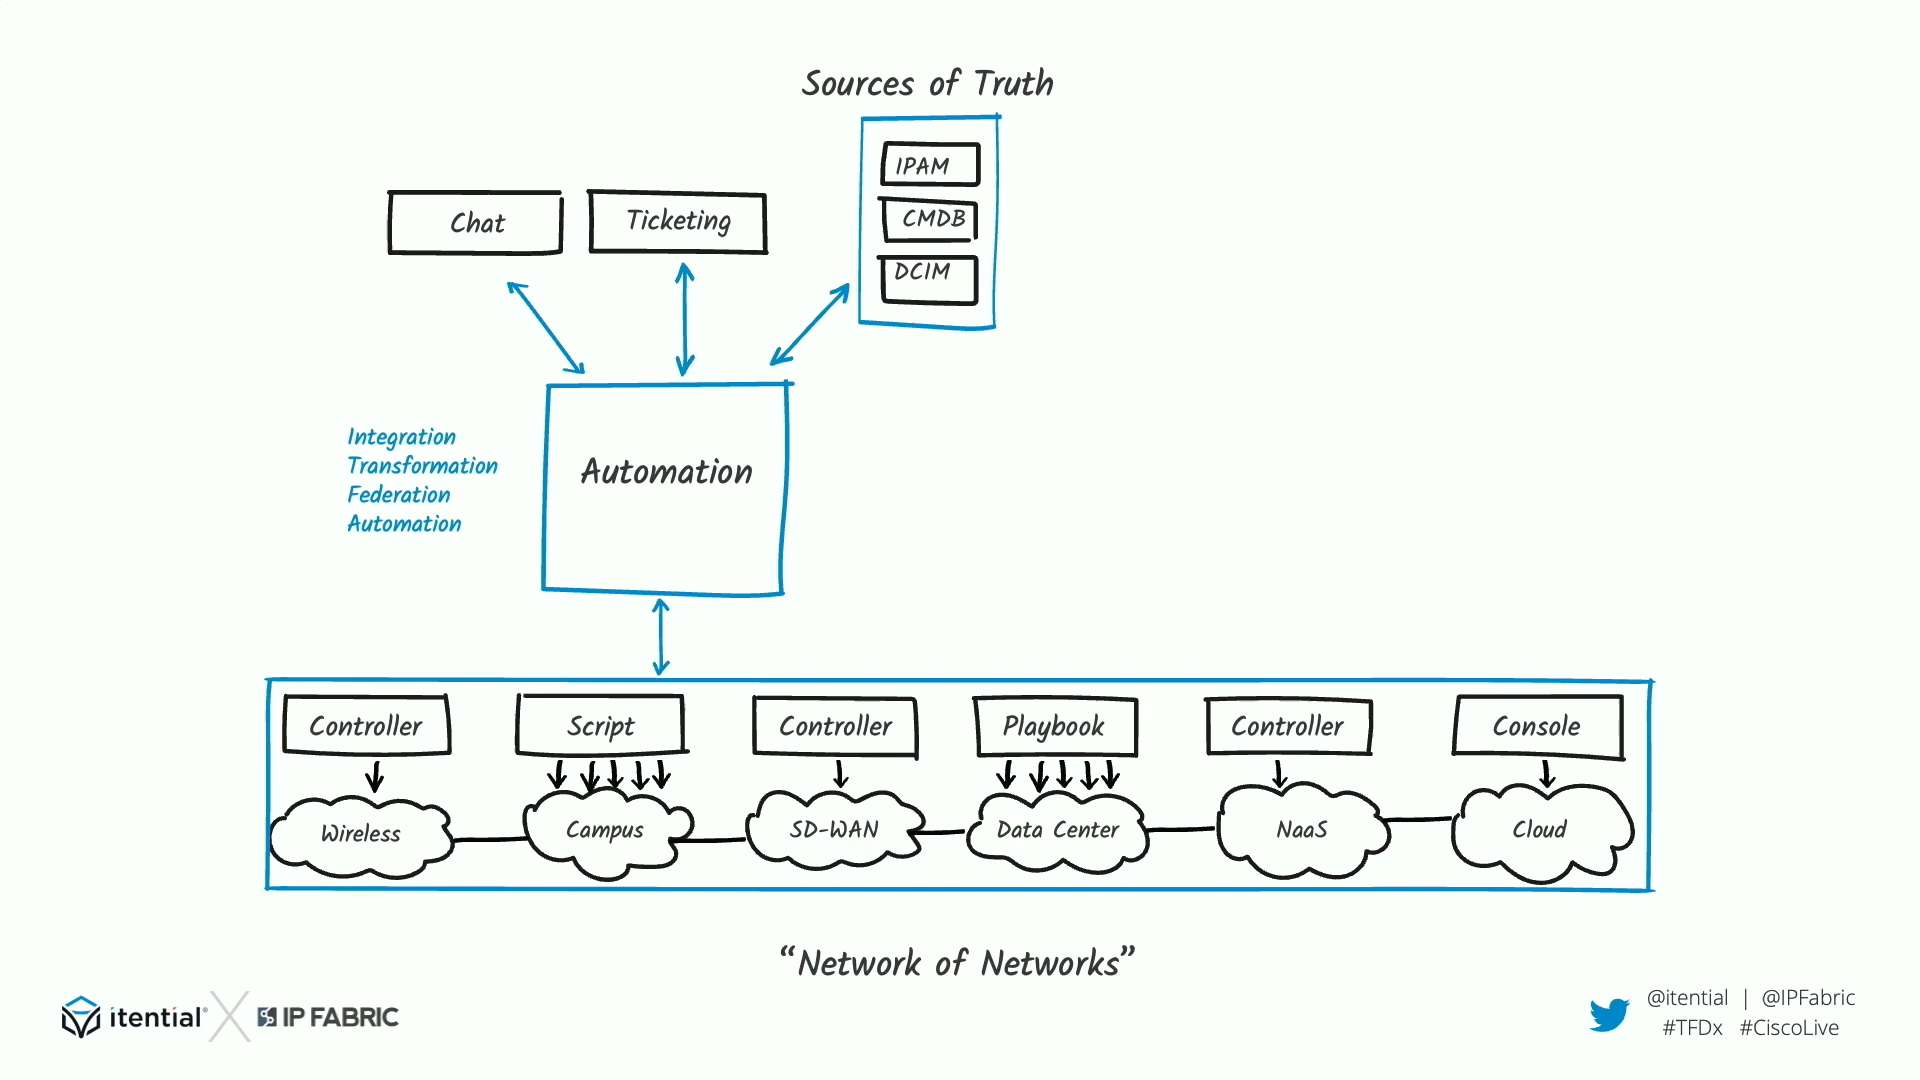 Sources of Truth
IPAM
CMDB
DCIM
Chat
Ticketing
Integration
Transformation
Federation
Automation
Automation
Controller
Script
Controller
Playbook
Controller
Console
Wireless
Campus
SD-WAN
Data Center
NaaS
Cloud
“Network of Networks”
itential®
IP FABRIC
@itential | @IPFabric
#TFDx #CiscoLive